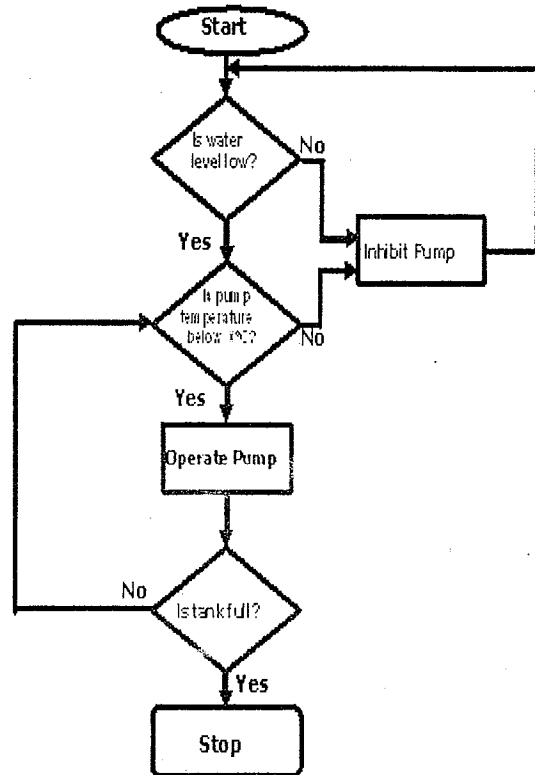 Start
Is water
level low?
No
Yes
Inhibit Pump
Is pump
temperature
below
No
Yes
Operate Pump
No
Is tank full?
Yes
Stop